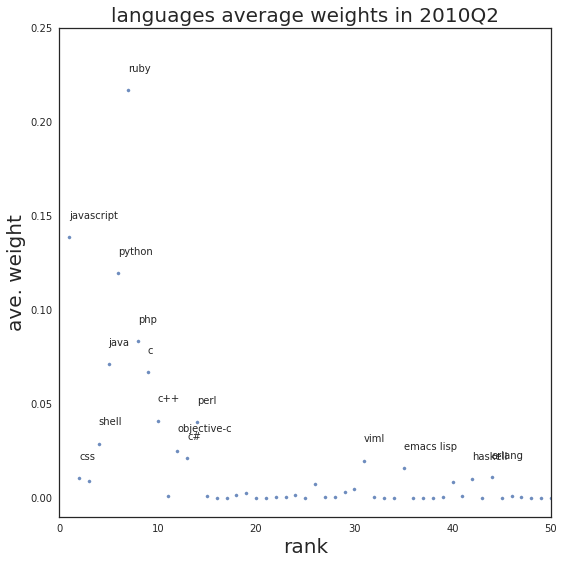 languages average weights in 2010Q2
0.25
ruby
0.20
javascript
0.15
python
php
0.10
java
c
c++
perl
0.05
shell
objective-c
c#
viml
emacs lisp
css
haskell
erlang
0.00
ave. weight
0 10 20 30 40 50
rank